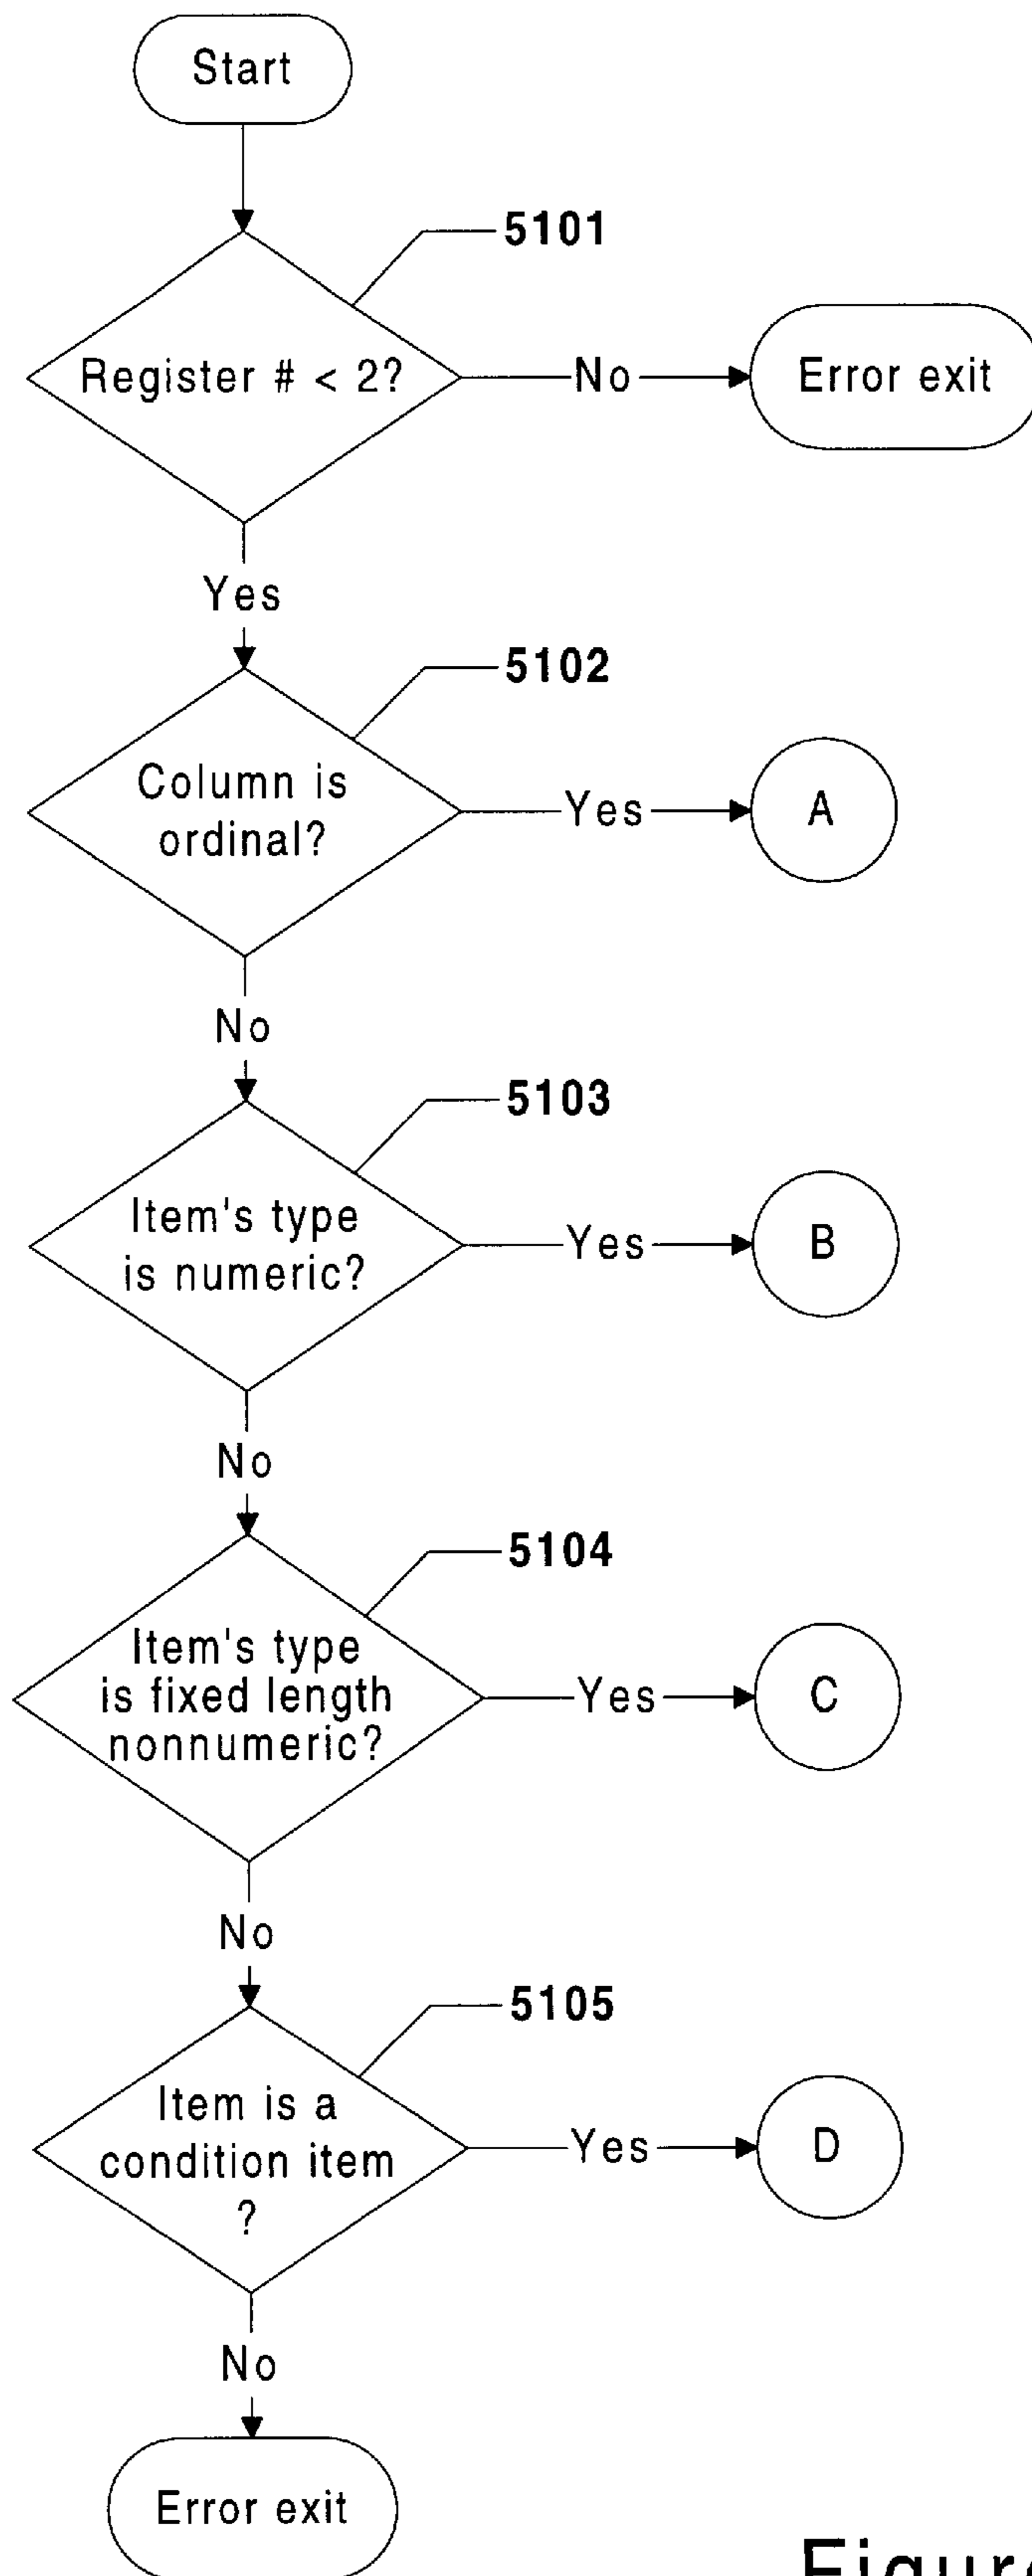 Start
5101
Register # < 2?
No
Error exit
Yes
5102
Column is
ordinal?
Yes
A
No
5103
Item's type
is numeric?
Yes
B
No
5104
Item's type
is fixed length
nonnumeric?
Yes
C
No
5105
Item is a
condition item
?
Yes
D
No
Error exit